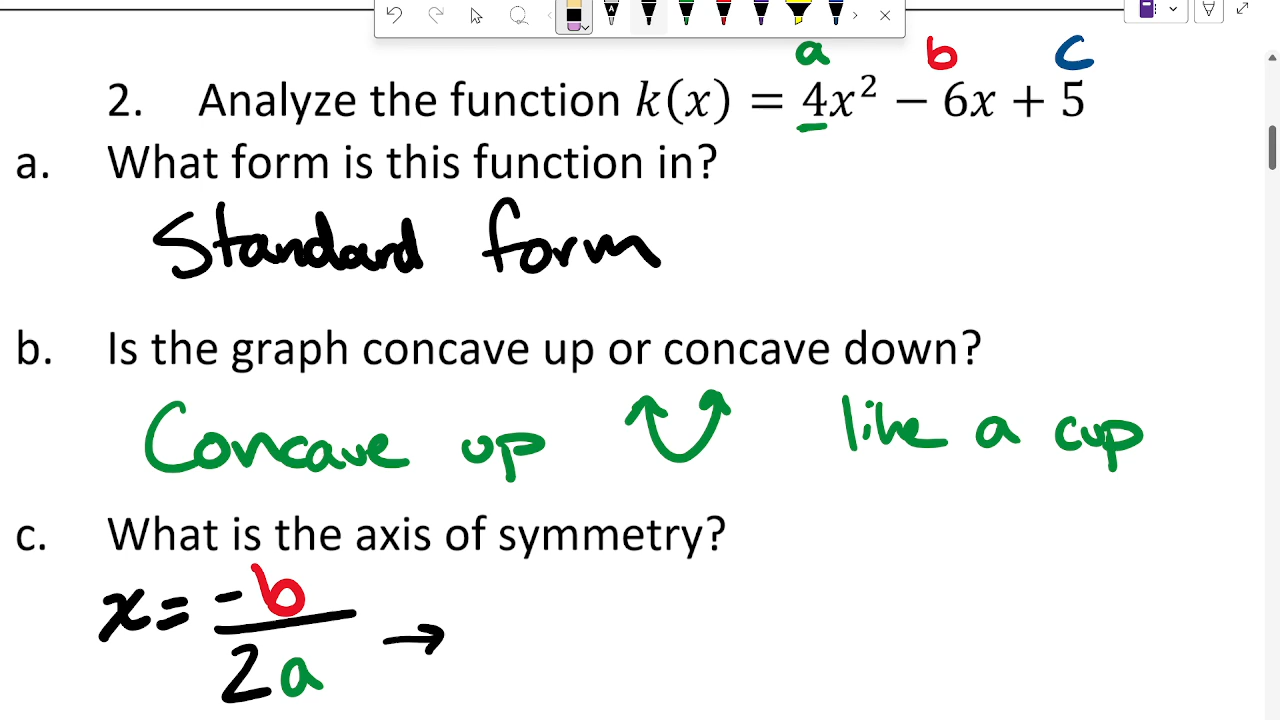 a b c
2. Analyze the function k(x) = 4x² − 6x + 5
a. What form is this function in?
Standard form
b. Is the graph concave up or concave down?
Concave up like a cup
c. What is the axis of symmetry?
x = -b
2a →